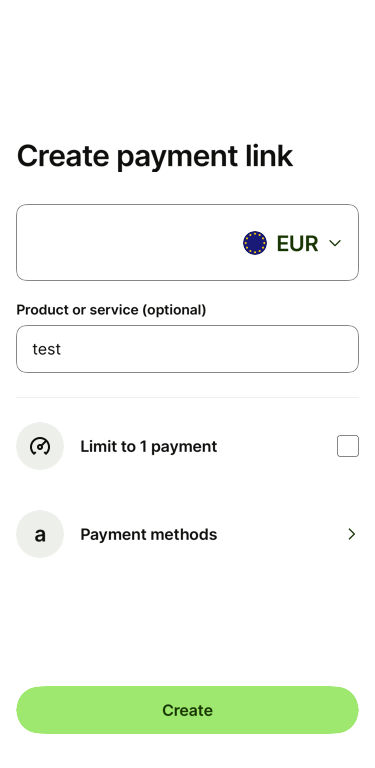 Create payment link
EUR
Product or service (optional)
test
Limit to 1 payment
a
Payment methods
Create